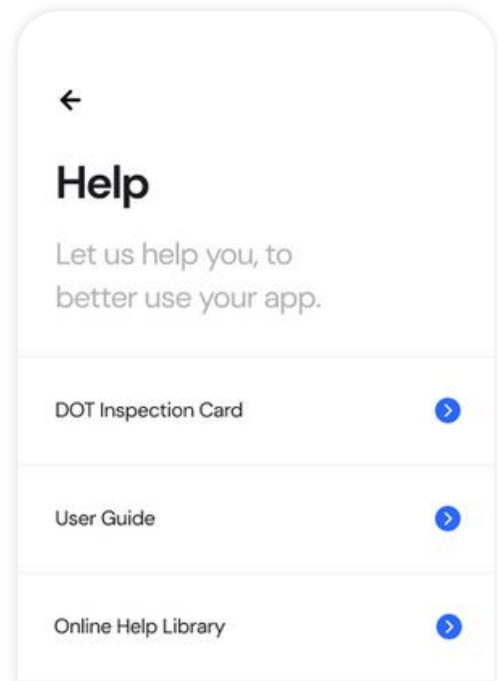 Help
Let us help you, to
better use your app.
DOT Inspection Card
User Guide
Online Help Library